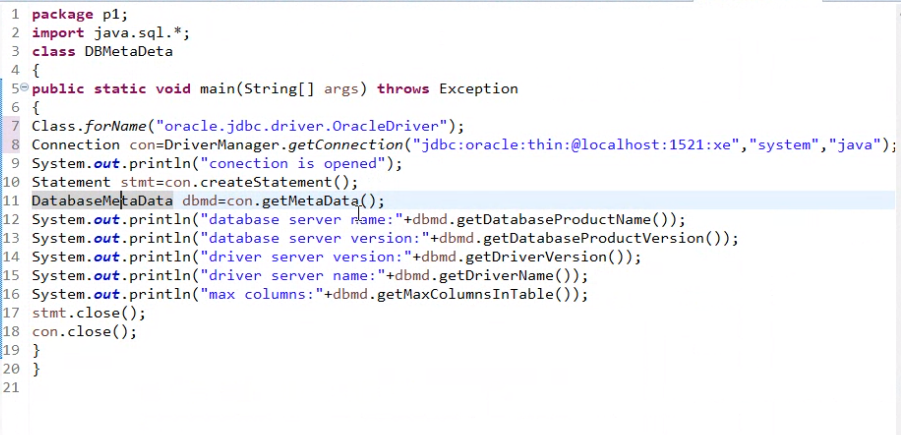 1 package p1;
2 import java.sql.*;
3 class DBMetaDeta
4 {
5 public static void main(String[] args) throws Exception
6 {
7 Class.forName("oracle.jdbc.driver.OracleDriver");
8 Connection con=DriverManager.getConnection("jdbc:oracle:thin:@localhost:1521:xe","system","java");
9 System.out.println("conection is opened");
10 Statement stmt=con.createStatement();
11 DatabaseMetaData dbmd=con.getMetaData();
12 System.out.println("database server name:"+dbmd.getDatabaseProductName());
13 System.out.println("database server version:"+dbmd.getDatabaseProductVersion());
14 System.out.println("driver server version:"+dbmd.getDriverVersion());
15 System.out.println("driver server name:"+dbmd.getDriverName());
16 System.out.println("max columns:"+dbmd.getMaxColumnsInTable());
17 stmt.close();
18 con.close();
19 }
20 }
21